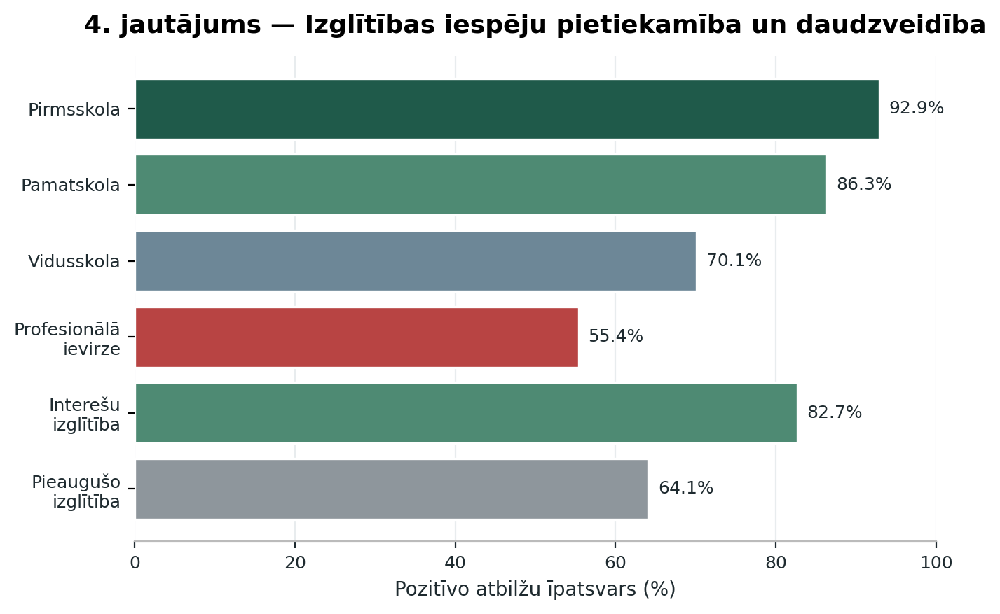 4. jautājums — Izglītības iespēju pietiekamība un daudzveidība
Pirmsskola
92.9%
Pamatskola
86.3%
Vidusskola
70.1%
Profesionālā
ievirze
55.4%
Interešu
izglītība
82.7%
Pieaugušo
izglītība
64.1%
0 20 40 60 80 100
Pozitīvo atbilžu īpatsvars (%)